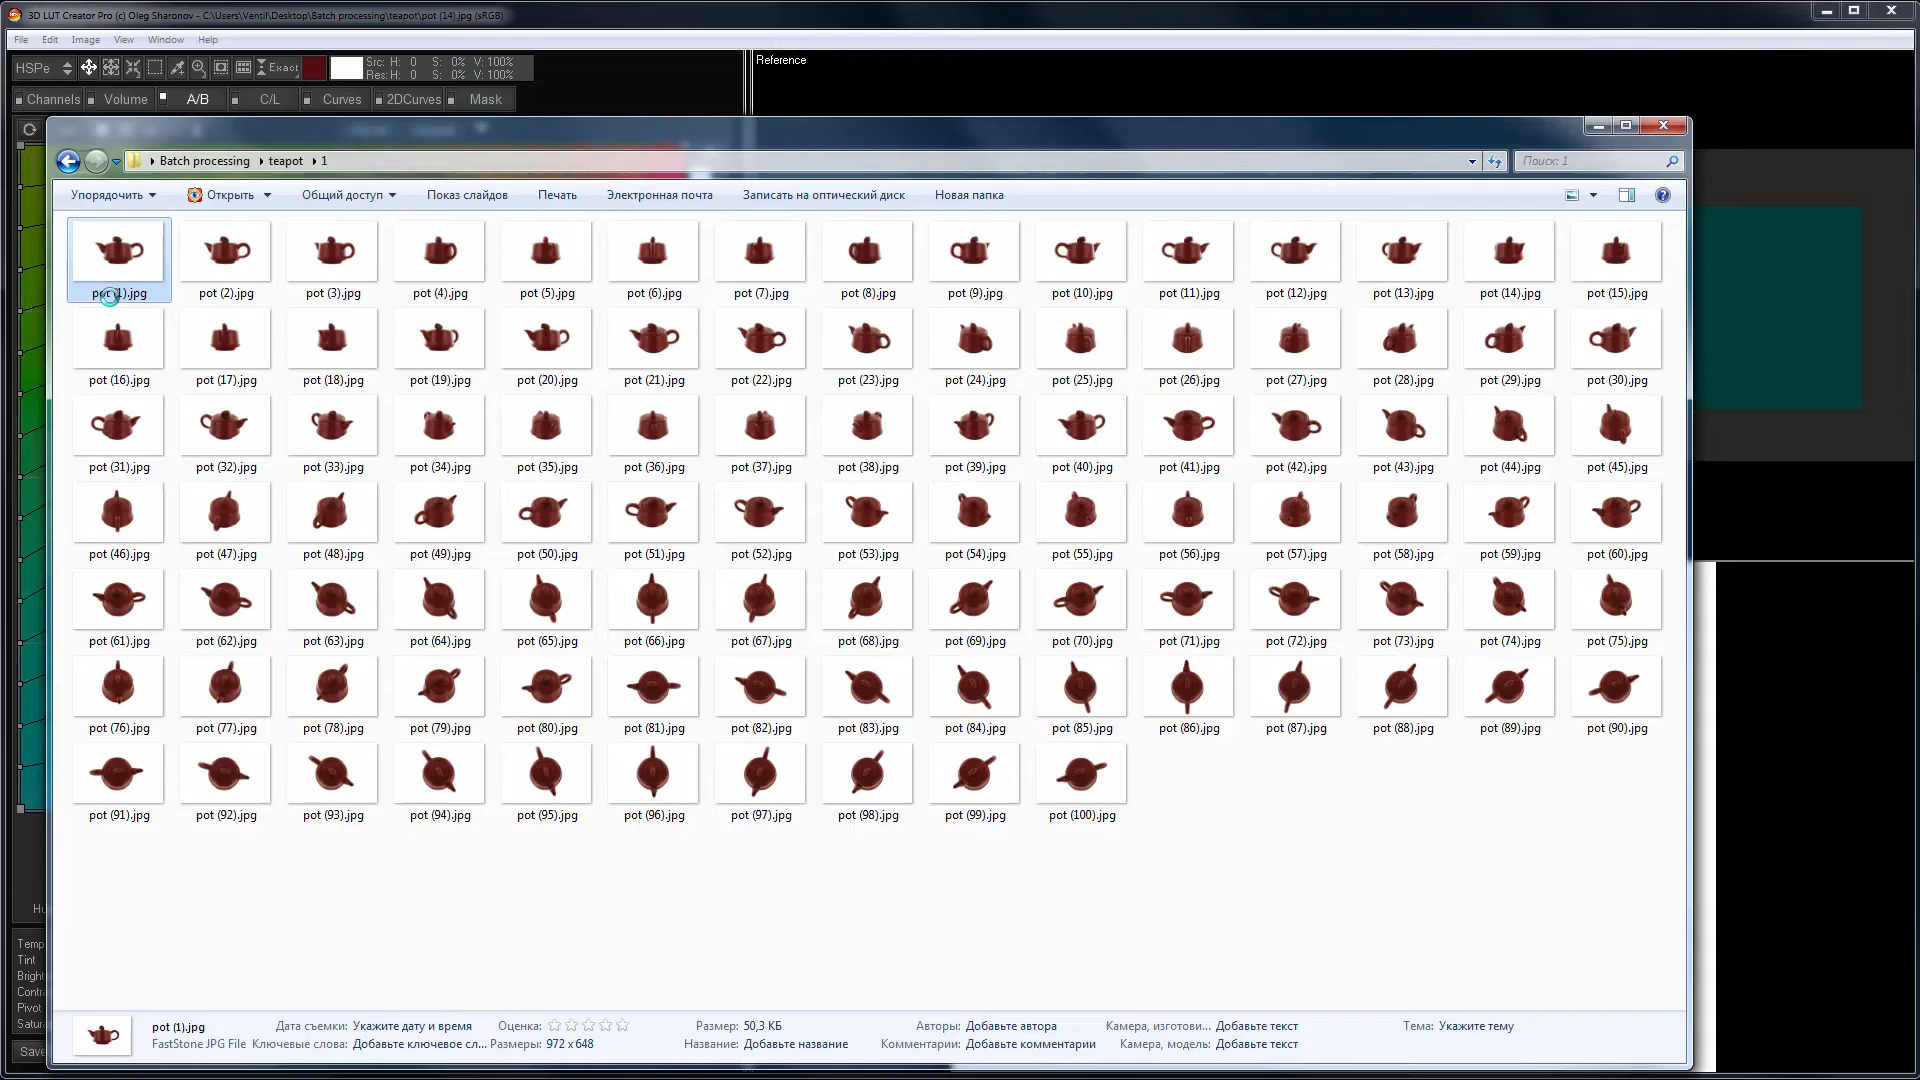 3D LUT Creator Pro (c) Oleg Sharonov - C:\Users\Ventil\Desktop\Batch processing\teapot\pot (14).jpg (sRGB)
File Edit Image View Window Help
HSPe Exact Src: H: 0 S: 0% V: 100%
Res: H: 0 S: 0% V: 100%
Reference
Channels Volume A/B C/L Curves 2DCurves Mask
Batch processing teapot 1
Поиск: 1
Упорядочить Открыть Общий доступ Показ слайдов Печать Электронная почта Записать на оптический диск Новая папка
pot (1).jpg pot (2).jpg pot (3).jpg pot (4).jpg pot (5).jpg pot (6).jpg pot (7).jpg pot (8).jpg pot (9).jpg pot (10).jpg pot (11).jpg pot (12).jpg pot (13).jpg pot (14).jpg pot (15).jpg
pot (16).jpg pot (17).jpg pot (18).jpg pot (19).jpg pot (20).jpg pot (21).jpg pot (22).jpg pot (23).jpg pot (24).jpg pot (25).jpg pot (26).jpg pot (27).jpg pot (28).jpg pot (29).jpg pot (30).jpg
pot (31).jpg pot (32).jpg pot (33).jpg pot (34).jpg pot (35).jpg pot (36).jpg pot (37).jpg pot (38).jpg pot (39).jpg pot (40).jpg pot (41).jpg pot (42).jpg pot (43).jpg pot (44).jpg pot (45).jpg
pot (46).jpg pot (47).jpg pot (48).jpg pot (49).jpg pot (50).jpg pot (51).jpg pot (52).jpg pot (53).jpg pot (54).jpg pot (55).jpg pot (56).jpg pot (57).jpg pot (58).jpg pot (59).jpg pot (60).jpg
pot (61).jpg pot (62).jpg pot (63).jpg pot (64).jpg pot (65).jpg pot (66).jpg pot (67).jpg pot (68).jpg pot (69).jpg pot (70).jpg pot (71).jpg pot (72).jpg pot (73).jpg pot (74).jpg pot (75).jpg
pot (76).jpg pot (77).jpg pot (78).jpg pot (79).jpg pot (80).jpg pot (81).jpg pot (82).jpg pot (83).jpg pot (84).jpg pot (85).jpg pot (86).jpg pot (87).jpg pot (88).jpg pot (89).jpg pot (90).jpg
pot (91).jpg pot (92).jpg pot (93).jpg pot (94).jpg pot (95).jpg pot (96).jpg pot (97).jpg pot (98).jpg pot (99).jpg pot (100).jpg
Hu
Temp
Tint
Bright
Contra
Pivot
Satura
Save
pot (1).jpg Дата съемки: Укажите дату и время Оценка: Размер: 50,3 КБ Авторы: Добавьте автора Камера, изготови... Добавьте текст Тема: Укажите тему
FastStone JPG File Ключевые слова: Добавьте ключевое сл... Размеры: 972 x 648 Название: Добавьте название Комментарии: Добавьте комментарии Камера, модель: Добавьте текст